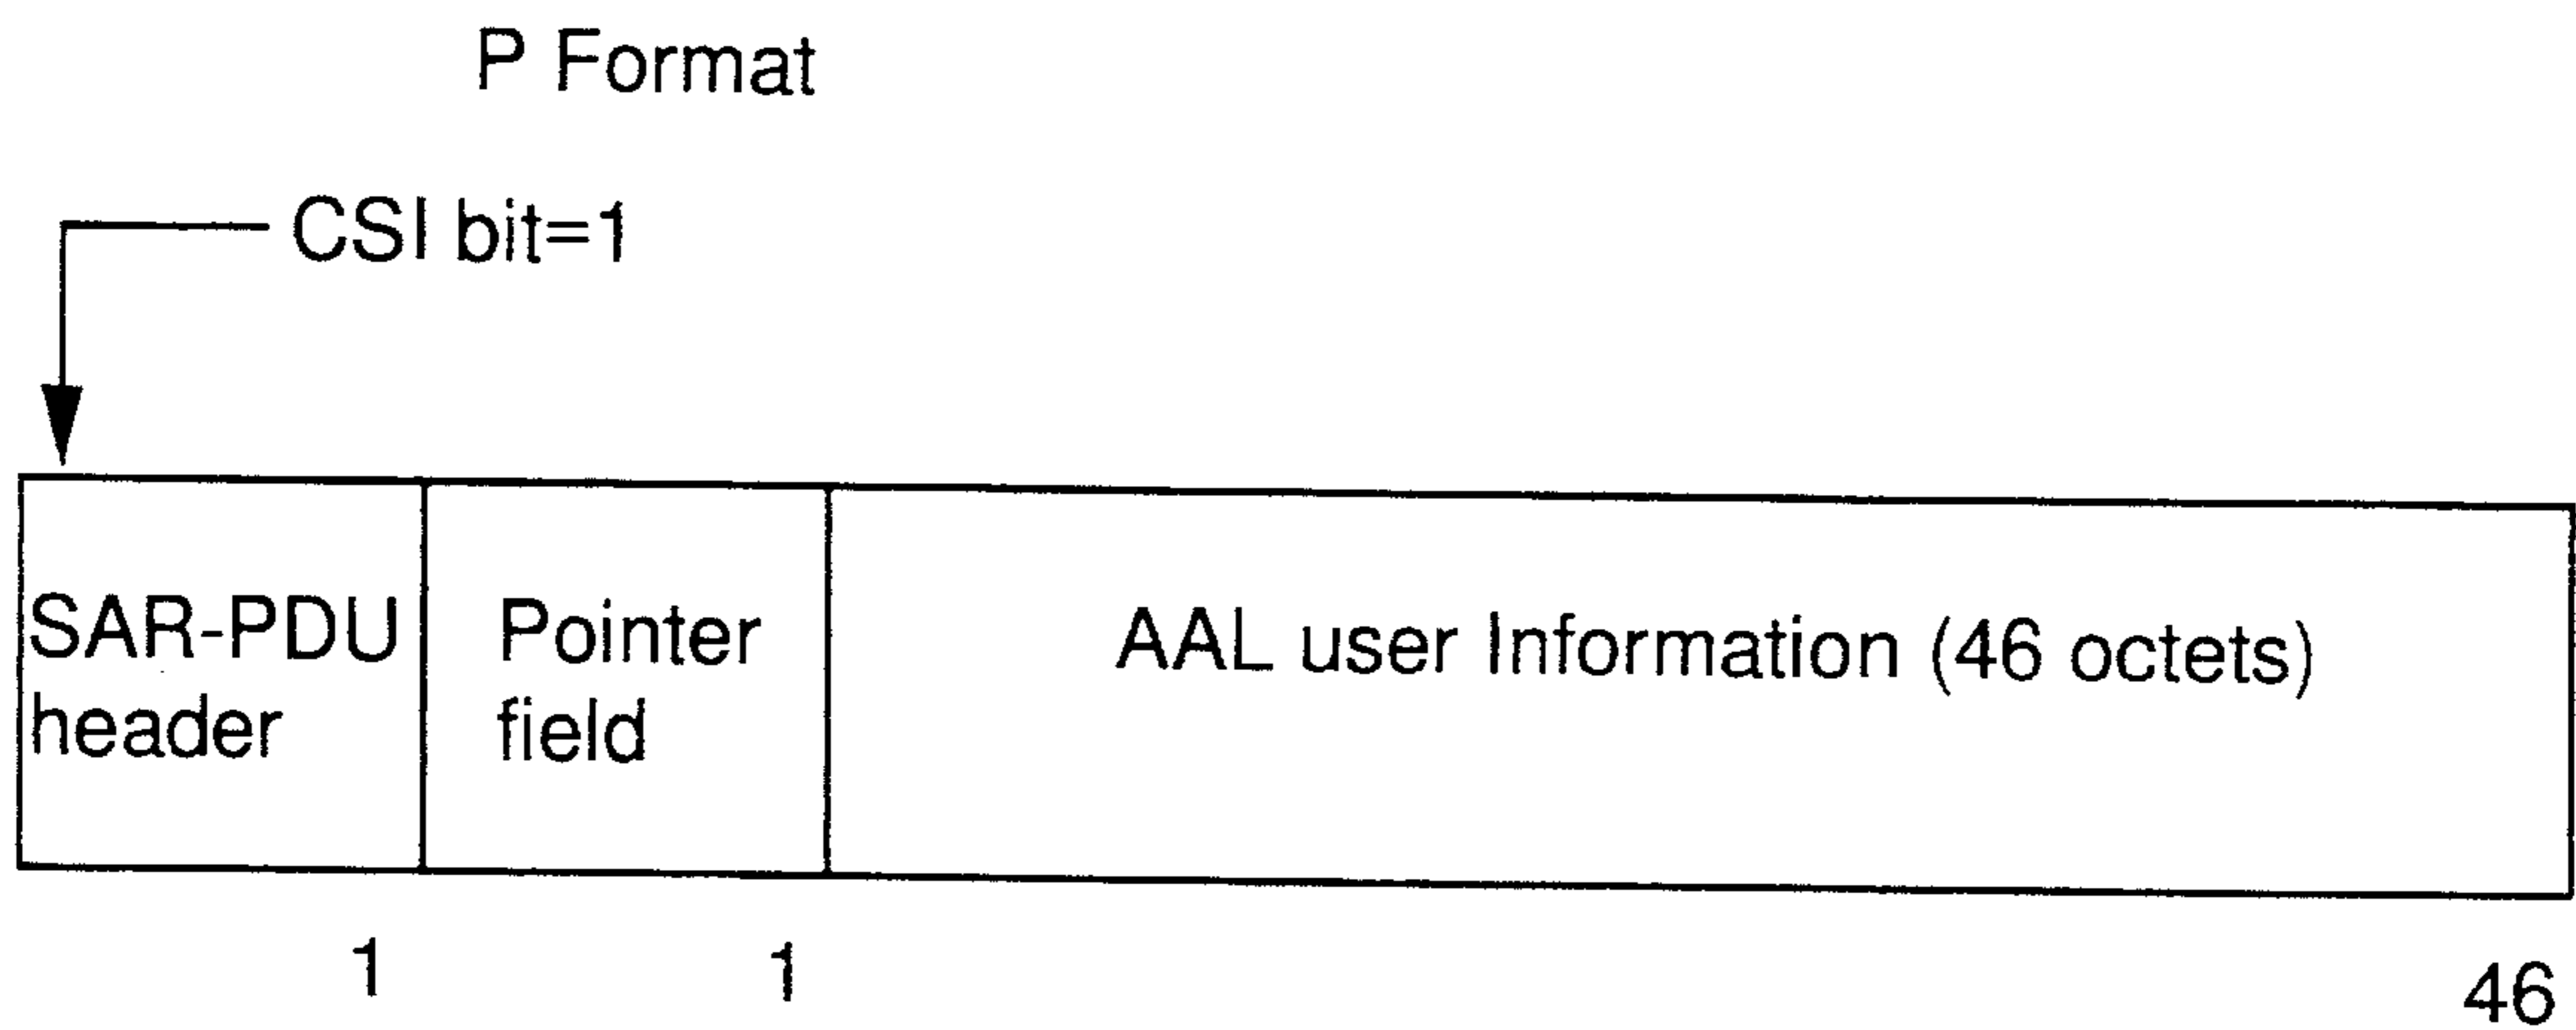 P Format
CSI bit=1
SAR-PDU
header
Pointer
field
AAL user Information (46 octets)
1
1
46